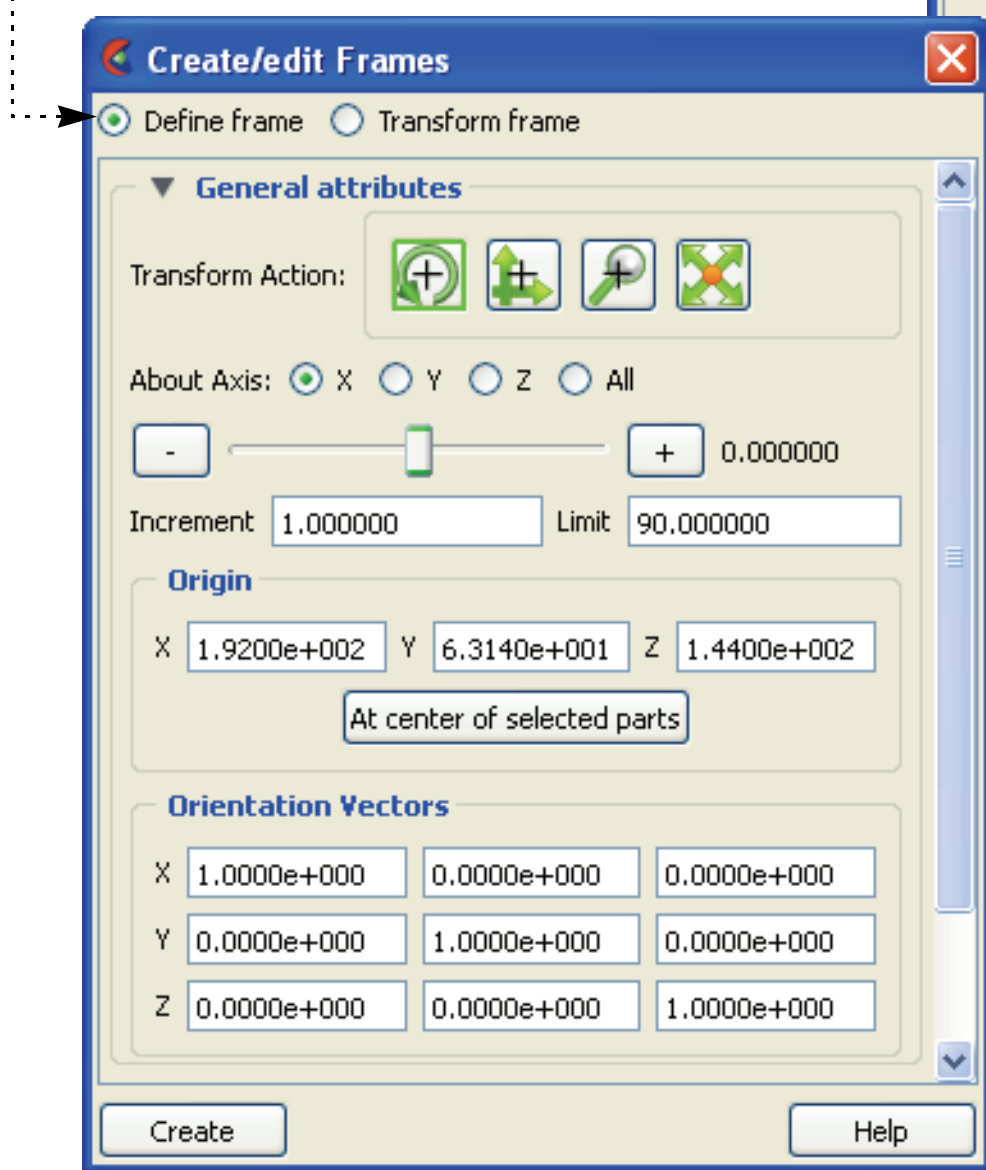 Create/edit Frames
Define frame Transform frame
General attributes
Transform Action:
About Axis: X Y Z All
- + 0.000000
Increment 1.000000 Limit 90.000000
Origin
X 1.9200e+002 Y 6.3140e+001 Z 1.4400e+002
At center of selected parts
Orientation Vectors
X 1.0000e+000 0.0000e+000 0.0000e+000
Y 0.0000e+000 1.0000e+000 0.0000e+000
Z 0.0000e+000 0.0000e+000 1.0000e+000
Create Help